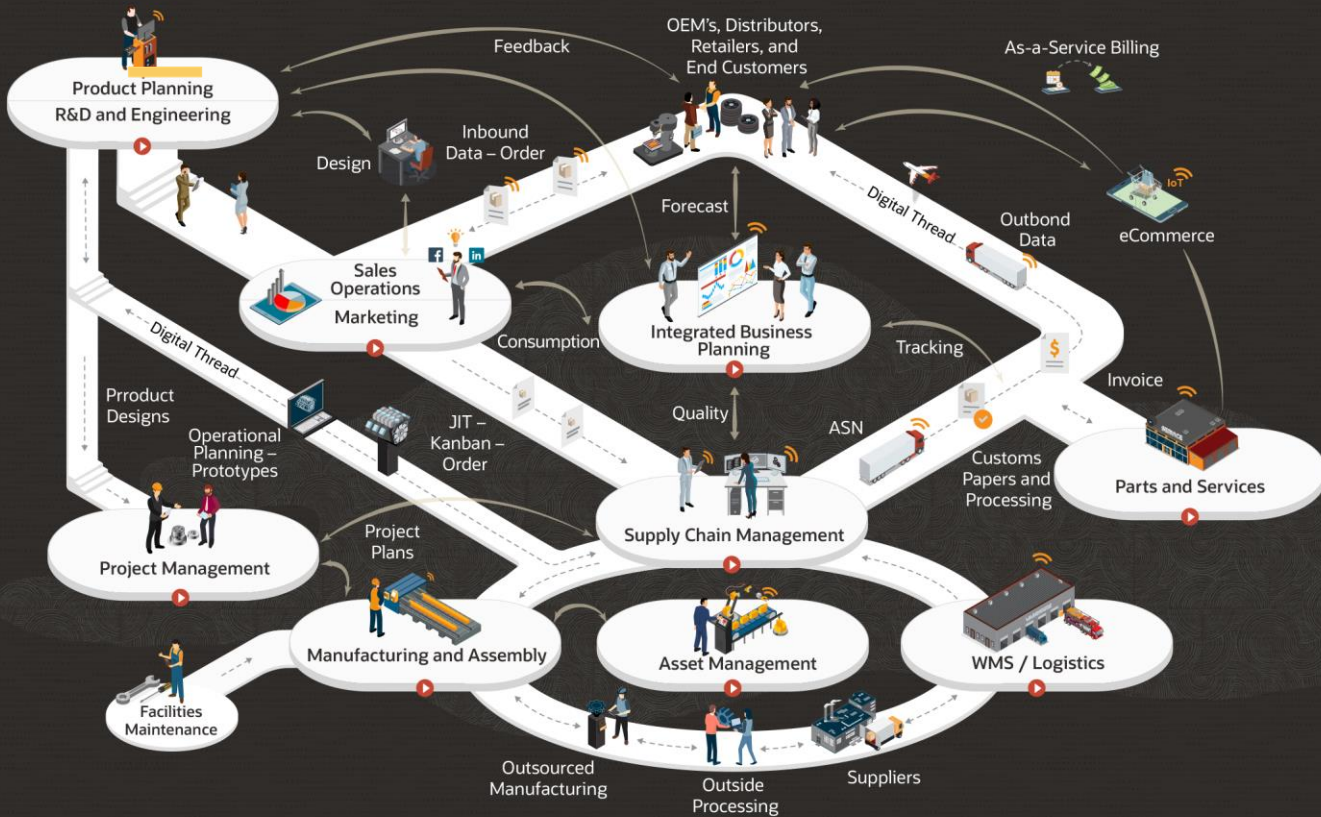 Feedback
OEM's, Distributors,
Retailers, and
End Customers
As-a-Service Billing
Product Planning
R&D and Engineering
Design
Inbound
Data – Order
Forecast
Digital Thread
Outbond
Data
IoT
eCommerce
f
in
Sales
Operations
Marketing
Consumption
Integrated Business
Planning
Tracking
$
Invoice
Digital Thread
Prroduct
Designs
Operational
Planning –
Prototypes
JIT –
Kanban –
Order
Quality
ASN
Customs
Papers and
Processing
SERVICE
Parts and Services
Supply Chain Management
Project Management
Project
Plans
Manufacturing and Assembly
Asset Management
WMS / Logistics
Facilities
Maintenance
Outsourced
Manufacturing
Outside
Processing
Suppliers